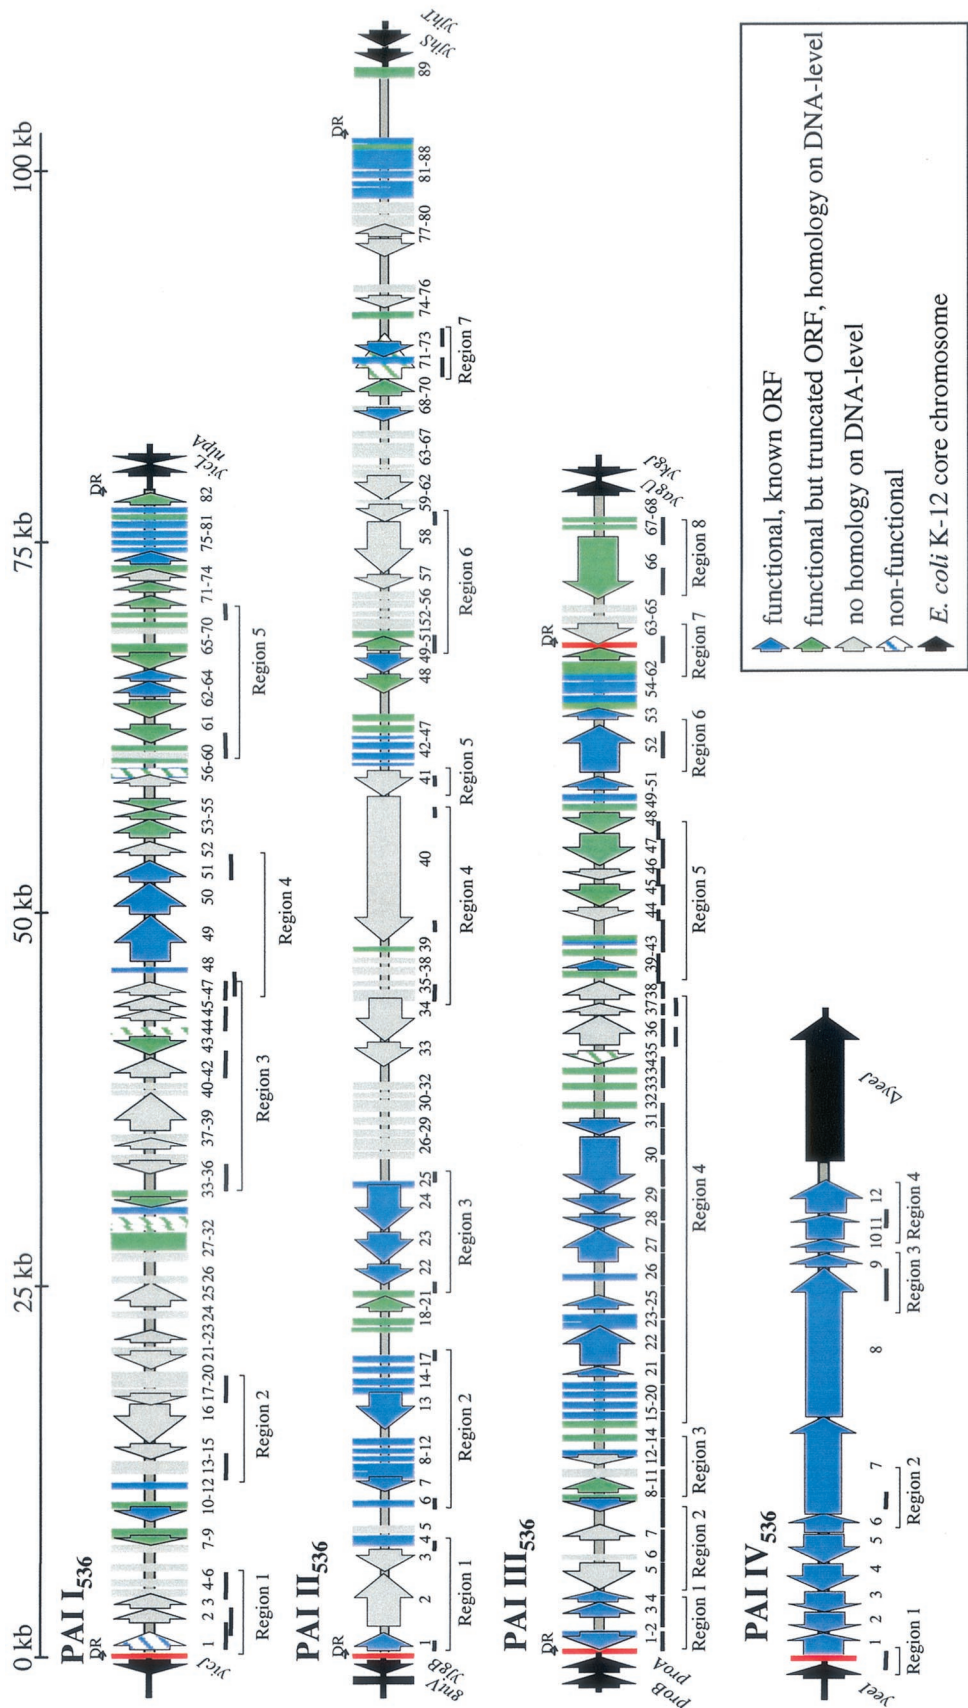 0 kb 25 kb 50 kb 75 kb 100 kb
PAI I536
DR DR
yicJ 1 2 3 4-6 7-9 10-12 13-15 16 17-20 21-23 24 25 26 27-32 33-36 37-39 40-42 43 44 45-47 48 49 50 51 52 53-55 56-60 61 62-64 65-70 71-74 75-81 82 yicL nlpA
Region 1 Region 2 Region 3 Region 4 Region 5
PAI II536
DR DR
gntV yjgB 1 2 3 4 5 6 7 8-12 13 14-17 18-21 22 23 24 25 26-29 30-32 33 34 35-38 39 40 41 42-47 48 49-51 52-56 57 58 59-62 63-67 68-70 71-73 74-76 77-80 81-88 89 yjhS yjhT
Region 1 Region 2 Region 3 Region 4 Region 5 Region 6 Region 7
PAI III536
DR DR
proB proA 1-2 3 4 5 6 7 8-11 12-14 15-20 21 22 23-25 26 27 28 29 30 31 32 33 34 35 36 37 38 39-43 44 45 46 47 48 49-51 52 53 54-62 63-65 66 67-68 yagU ykgJ
Region 1 Region 2 Region 3 Region 4 Region 5 Region 6 Region 7 Region 8
PAI IV536
yeeI 1 2 3 4 5 6 7 8 9 10 11 12 ΔyeeJ
Region 1 Region 2 Region 3 Region 4
functional, known ORF
functional but truncated ORF, homology on DNA-level
no homology on DNA-level
non-functional
E. coli K-12 core chromosome